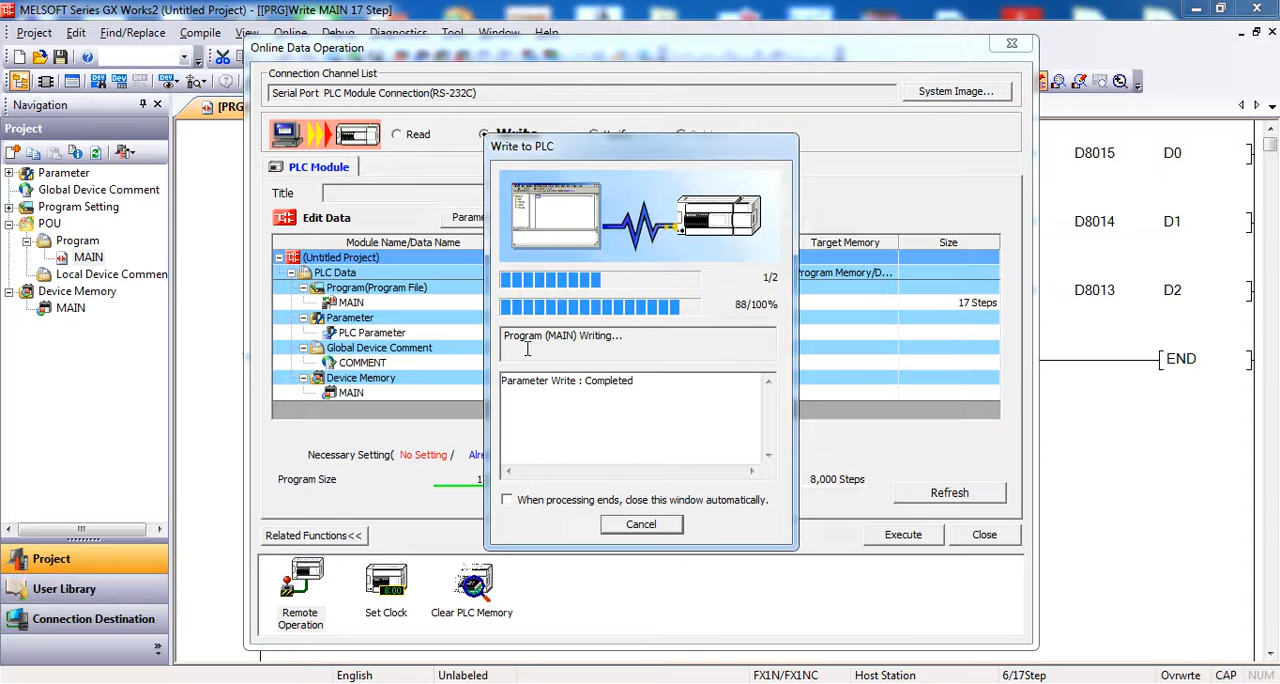 MELSOFT Series GX Works2 (Untitled Project) - [[PRG]Write MAIN 17 Step]
Project Edit Find/Replace Compile View Online Debug Diagnostics Tool Window Help
Online Data Operation
Connection Channel List
Serial Port PLC Module Connection(RS-232C)
System Image...
Navigation
[PRG
Project
Read
Write
Write to PLC
PLC Module
Title
Parameter
Global Device Comment
Program Setting
POU
Program
MAIN
Local Device Commen
Device Memory
MAIN
Edit Data
Parame
Module Name/Data Name
Target Memory
Size
(Untitled Project)
PLC Data
Program Memory/D...
Program(Program File)
MAIN
17 Steps
Parameter
PLC Parameter
Global Device Comment
COMMENT
Device Memory
MAIN
1/2
88/100%
Program (MAIN) Writing...
Parameter Write : Completed
When processing ends, close this window automatically.
Cancel
D8015 D0
D8014 D1
D8013 D2
END
Necessary Setting( No Setting /
Program Size
8,000 Steps
Refresh
Related Functions<<
Execute
Close
Remote
Operation
Set Clock
8:00
Clear PLC Memory
Project
User Library
Connection Destination
English
Unlabeled
FX1N/FX1NC
Host Station
6/17Step
Ovrwrte
CAP
NUM